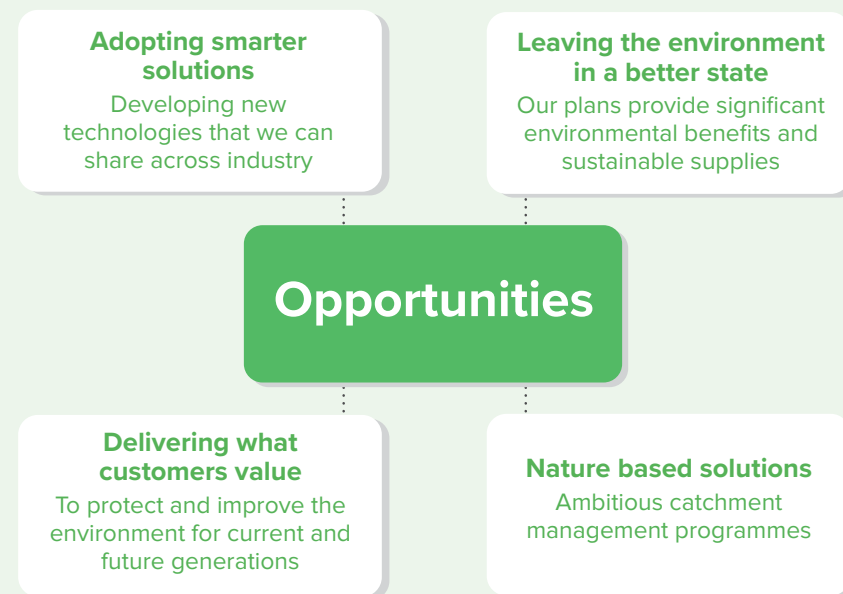 Adopting smarter
solutions
Developing new
technologies that we can
share across industry
Leaving the environment
in a better state
Our plans provide significant
environmental benefits and
sustainable supplies
Opportunities
Delivering what
customers value
To protect and improve the
environment for current and
future generations
Nature based solutions
Ambitious catchment
management programmes